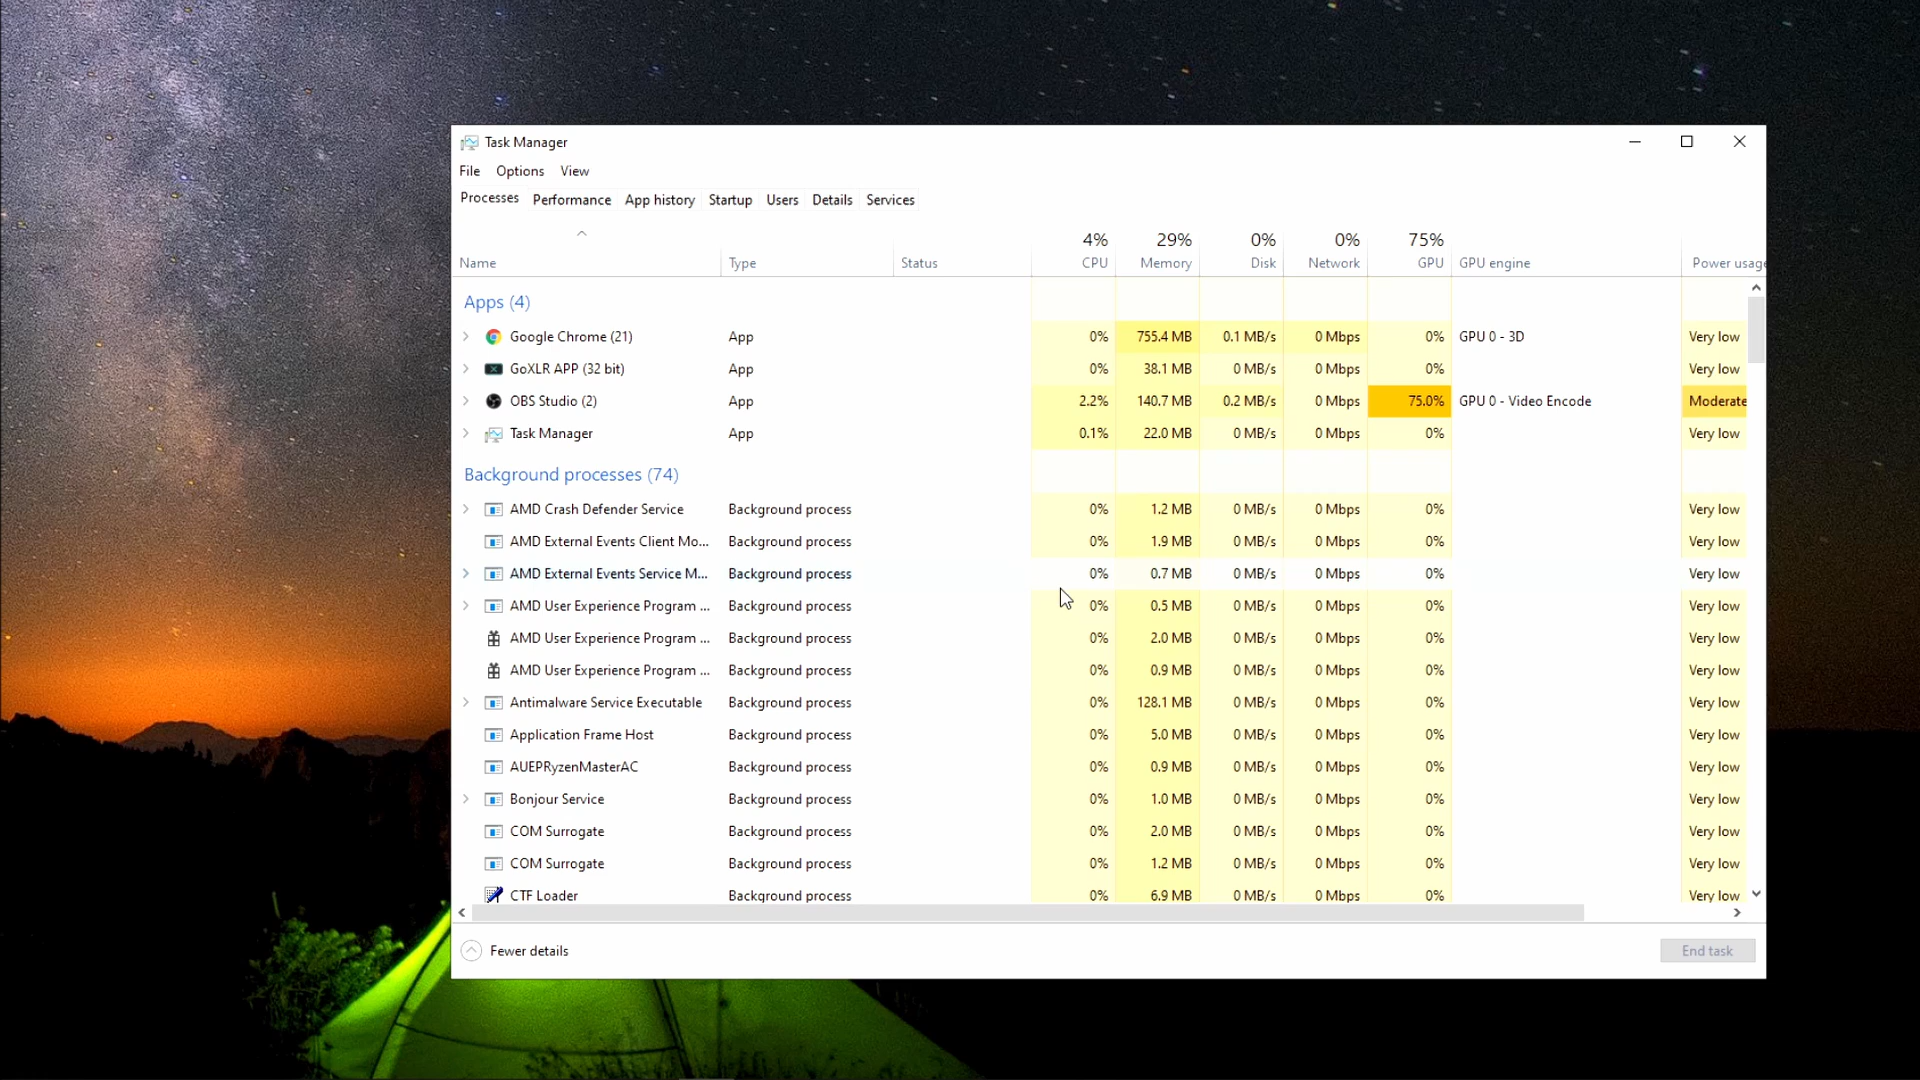 Task Manager
File Options View
Processes Performance App history Startup Users Details Services
4% 29% 0% 0% 75%
Name Type Status CPU Memory Disk Network GPU GPU engine Power usage
Apps (4)
Google Chrome (21) App 0% 755.4 MB 0.1 MB/s 0 Mbps 0% GPU 0 - 3D Very low
GoXLR APP (32 bit) App 0% 38.1 MB 0 MB/s 0 Mbps 0% Very low
OBS Studio (2) App 2.2% 140.7 MB 0.2 MB/s 0 Mbps 75.0% GPU 0 - Video Encode Moderate
Task Manager App 0.1% 22.0 MB 0 MB/s 0 Mbps 0% Very low
Background processes (74)
AMD Crash Defender Service Background process 0% 1.2 MB 0 MB/s 0 Mbps 0% Very low
AMD External Events Client Mo... Background process 0% 1.9 MB 0 MB/s 0 Mbps 0% Very low
AMD External Events Service M... Background process 0% 0.7 MB 0 MB/s 0 Mbps 0% Very low
AMD User Experience Program ... Background process 0% 0.5 MB 0 MB/s 0 Mbps 0% Very low
AMD User Experience Program ... Background process 0% 2.0 MB 0 MB/s 0 Mbps 0% Very low
AMD User Experience Program ... Background process 0% 0.9 MB 0 MB/s 0 Mbps 0% Very low
Antimalware Service Executable Background process 0% 128.1 MB 0 MB/s 0 Mbps 0% Very low
Application Frame Host Background process 0% 5.0 MB 0 MB/s 0 Mbps 0% Very low
AUEPRyzenMasterAC Background process 0% 0.9 MB 0 MB/s 0 Mbps 0% Very low
Bonjour Service Background process 0% 1.0 MB 0 MB/s 0 Mbps 0% Very low
COM Surrogate Background process 0% 2.0 MB 0 MB/s 0 Mbps 0% Very low
COM Surrogate Background process 0% 1.2 MB 0 MB/s 0 Mbps 0% Very low
CTF Loader Background process 0% 6.9 MB 0 MB/s 0 Mbps 0% Very low
Fewer details End task